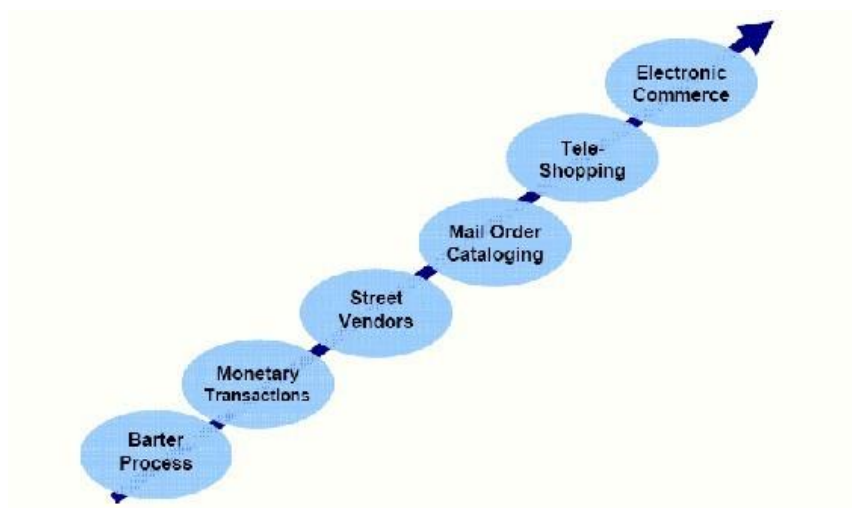 Electronic
Commerce
Tele-
Shopping
Mail Order
Cataloging
Street
Vendors
Monetary
Transactions
Barter
Process